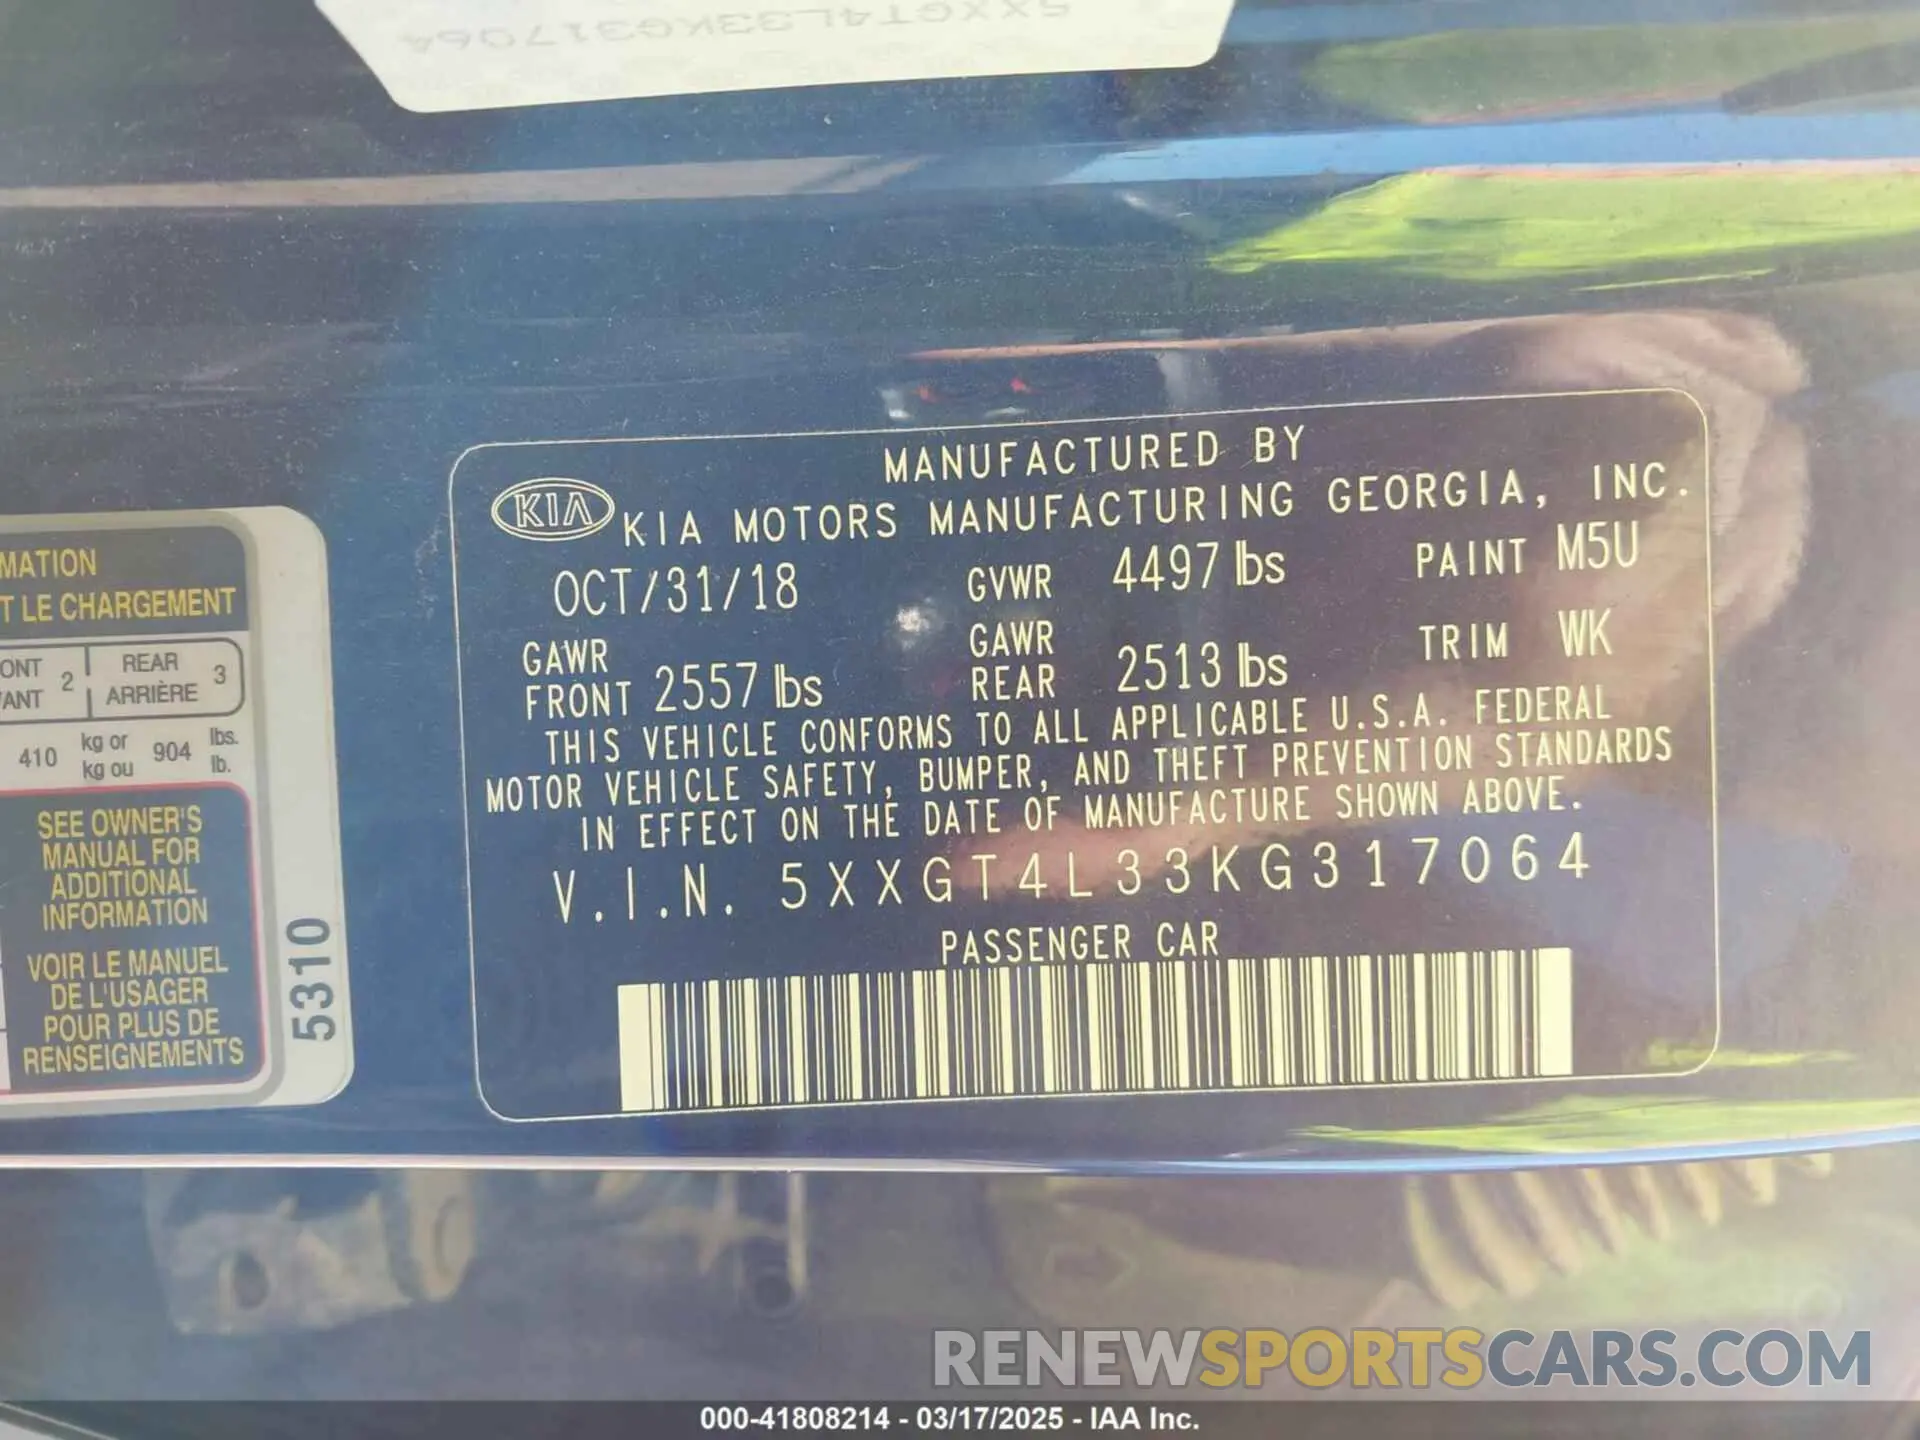 5XXGT4L33KG317064
MANUFACTURED BY
KIA KIA MOTORS MANUFACTURING GEORGIA, INC.
OCT/31/18 GVWR 4497 lbs PAINT M5U
GAWR FRONT 2557 lbs GAWR REAR 2513 lbs TRIM WK
THIS VEHICLE CONFORMS TO ALL APPLICABLE U.S.A. FEDERAL
MOTOR VEHICLE SAFETY, BUMPER, AND THEFT PREVENTION STANDARDS
IN EFFECT ON THE DATE OF MANUFACTURE SHOWN ABOVE.
V.I.N. 5XXGT4L33KG317064
PASSENGER CAR
MATION
T LE CHARGEMENT
ONT 2 REAR 3
ANT ARRIÈRE
410 kg or 904 lbs.
kg ou lb.
SEE OWNER'S
MANUAL FOR
ADDITIONAL
INFORMATION
VOIR LE MANUEL
DE L'USAGER
POUR PLUS DE
RENSEIGNEMENTS
5310
RENEWSPORTSCARS.COM
000-41808214 - 03/17/2025 - IAA Inc.